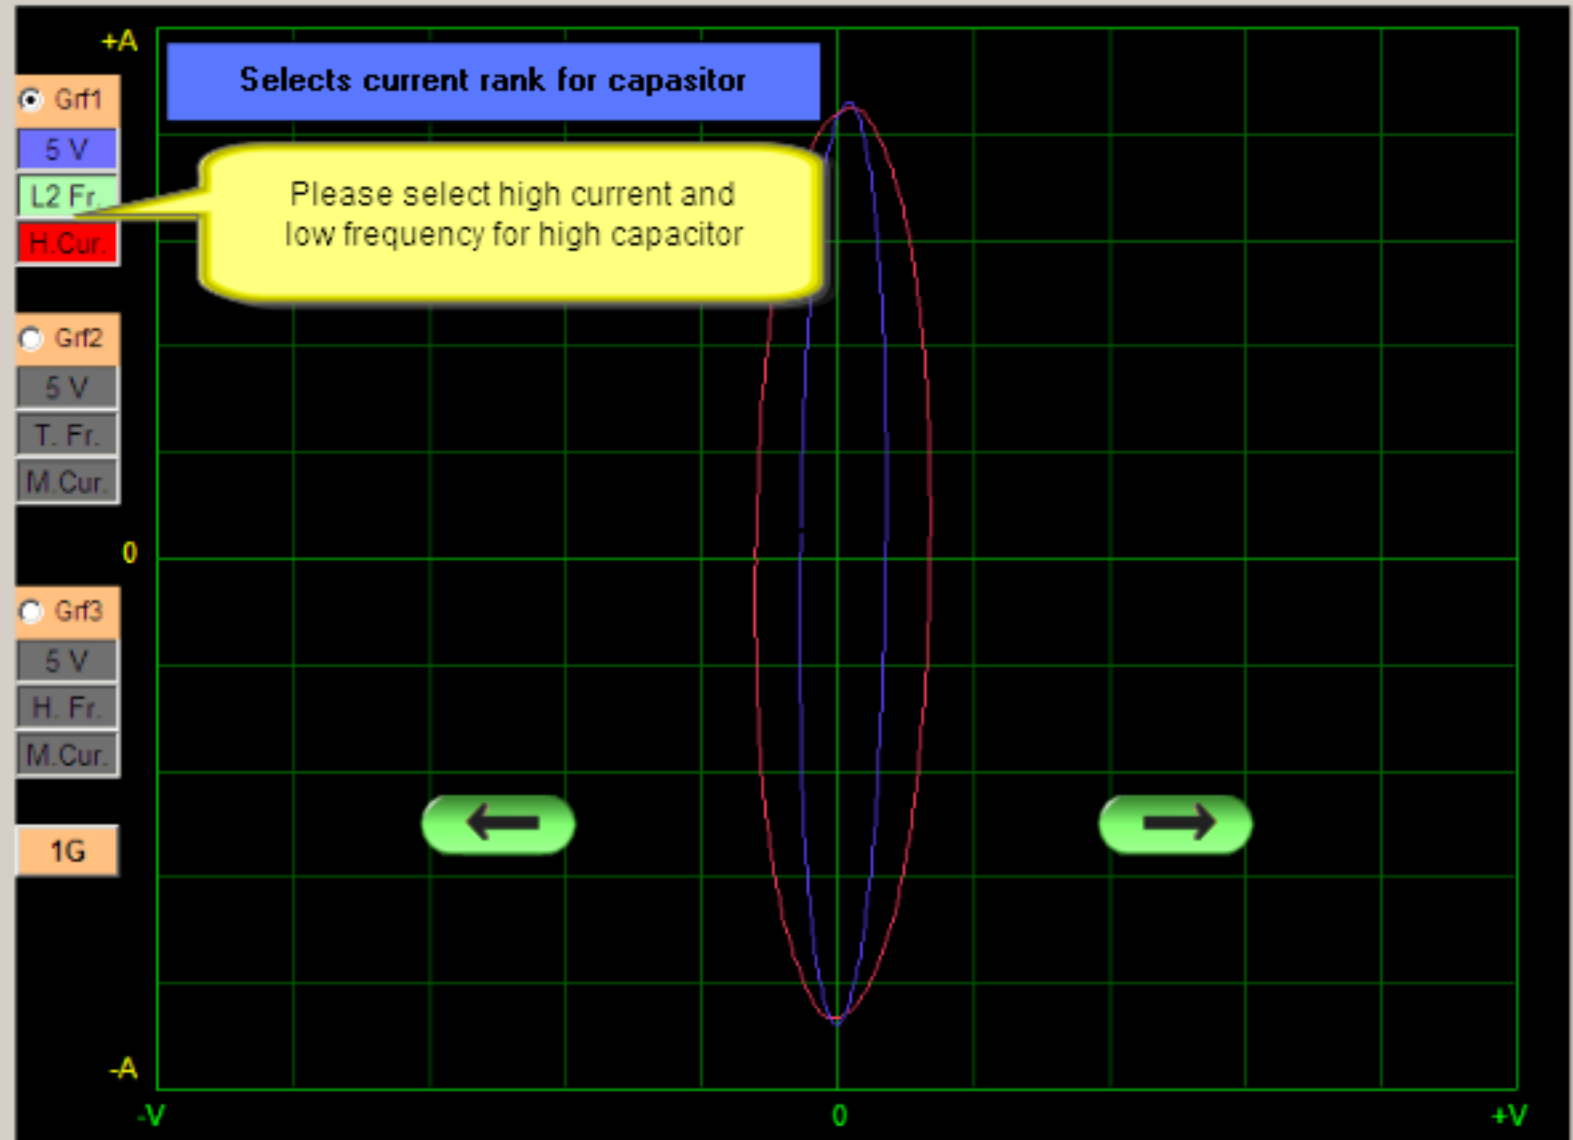 +A
Selects current rank for capasitor
Grf1
5 V
L2 Fr.
H.Cur.
Please select high current and
low frequency for high capacitor
Grf2
5 V
T. Fr.
M.Cur.
0
Grf3
5 V
H. Fr.
M.Cur.
1G
-A
-V
0
+V